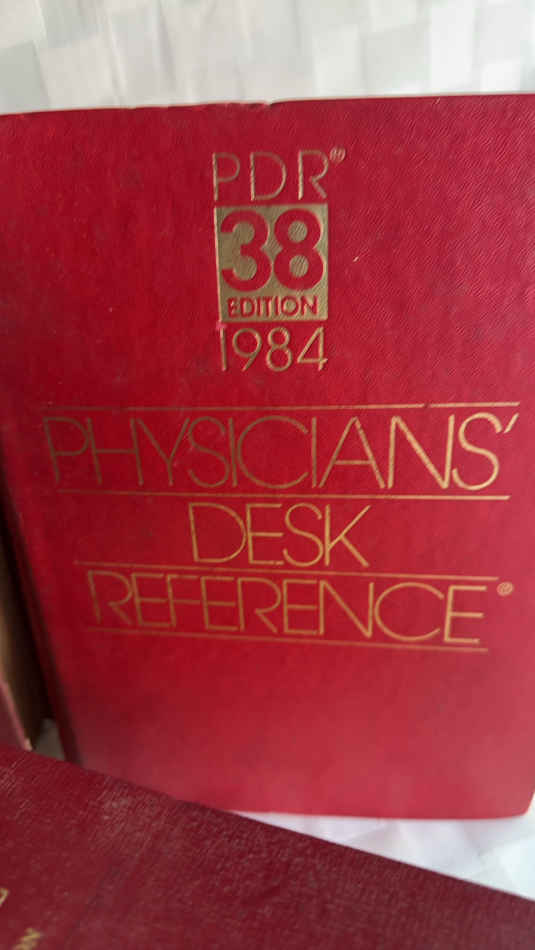 PDR®
38
EDITION
1984
PHYSICIANS'
DESK
REFERENCE®